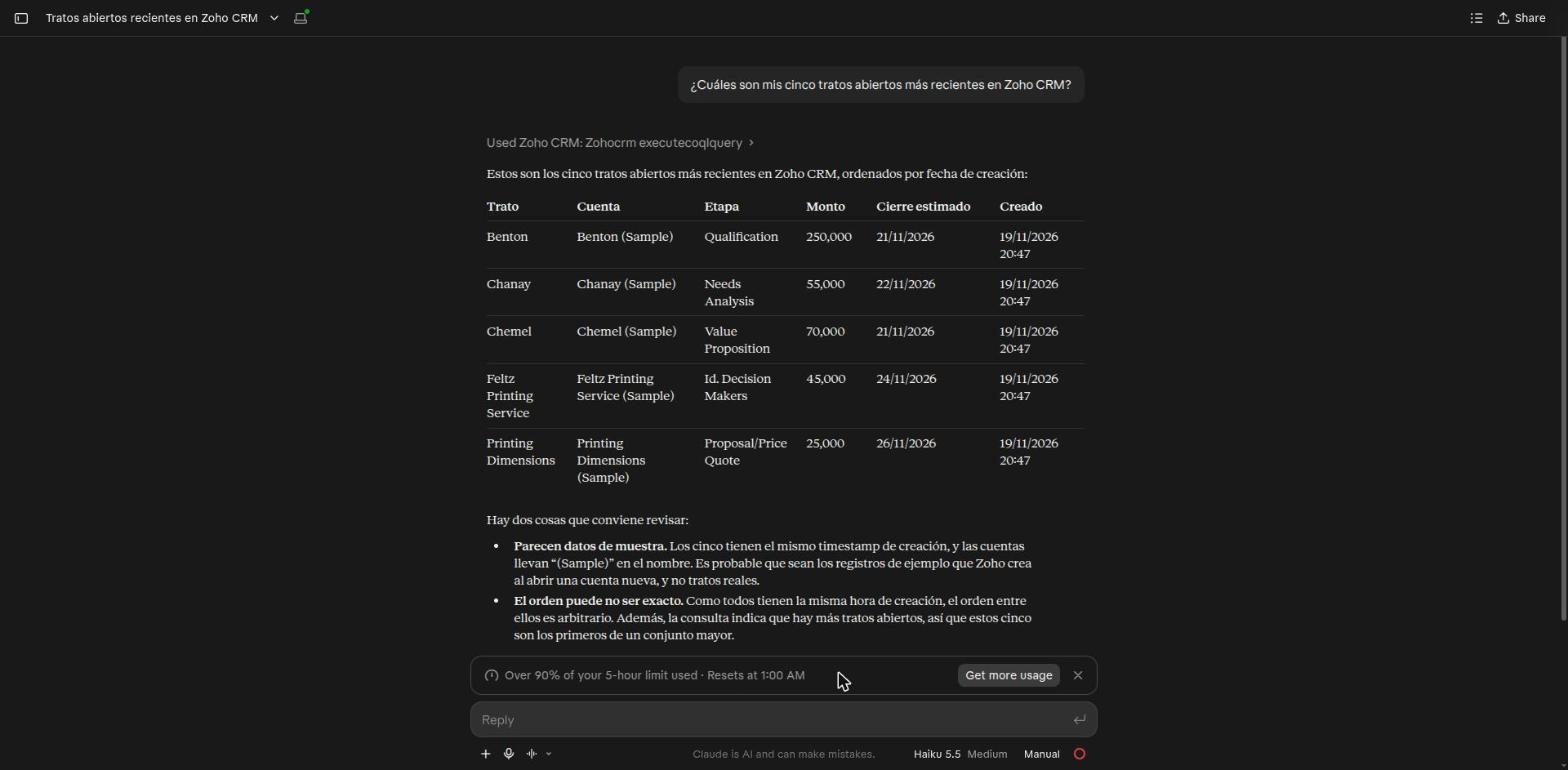 Tratos abiertos recientes en Zoho CRM
Share
¿Cuáles son mis cinco tratos abiertos más recientes en Zoho CRM?
Used Zoho CRM: Zohocrm executecoqlquery
Estos son los cinco tratos abiertos más recientes en Zoho CRM, ordenados por fecha de creación:
Trato Cuenta Etapa Monto Cierre estimado Creado
Benton Benton (Sample) Qualification 250,000 21/11/2026 19/11/2026
20:47
Chanay Chanay (Sample) Needs 55,000 22/11/2026 19/11/2026
Analysis 20:47
Chemel Chemel (Sample) Value 70,000 21/11/2026 19/11/2026
Proposition 20:47
Feltz Feltz Printing Id. Decision 45,000 24/11/2026 19/11/2026
Printing Service (Sample) Makers 20:47
Service
Printing Printing Proposal/Price 25,000 26/11/2026 19/11/2026
Dimensions Dimensions Quote 20:47
(Sample)
Hay dos cosas que conviene revisar:
• Parecen datos de muestra. Los cinco tienen el mismo timestamp de creación, y las cuentas
llevan “(Sample)” en el nombre. Es probable que sean los registros de ejemplo que Zoho crea
al abrir una cuenta nueva, y no tratos reales.
• El orden puede no ser exacto. Como todos tienen la misma hora de creación, el orden entre
ellos es arbitrario. Además, la consulta indica que hay más tratos abiertos, así que estos cinco
son los primeros de un conjunto mayor.
Over 90% of your 5-hour limit used · Resets at 1:00 AM
Get more usage
Reply
Claude is AI and can make mistakes.
Haiku 5.5 Medium
Manual